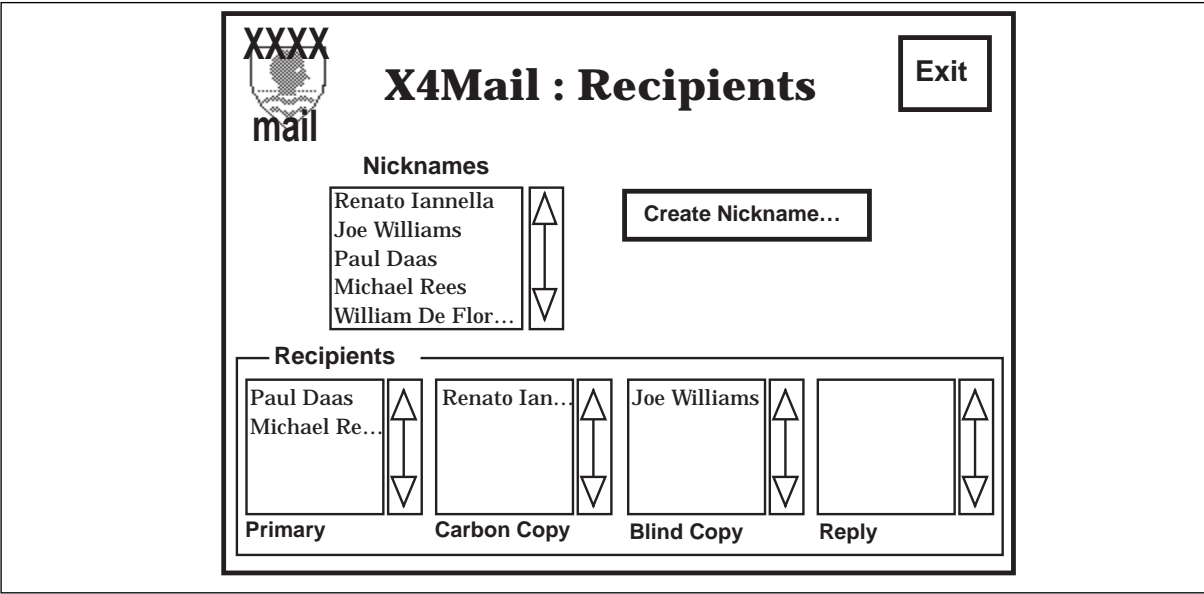 XXXX
mail
X4Mail : Recipients
Exit
Nicknames
Renato Iannella
Joe Williams
Paul Daas
Michael Rees
William De Flor…
Create Nickname…
Recipients
Paul Daas
Michael Re…
Primary
Renato Ian…
Carbon Copy
Joe Williams
Blind Copy
Reply